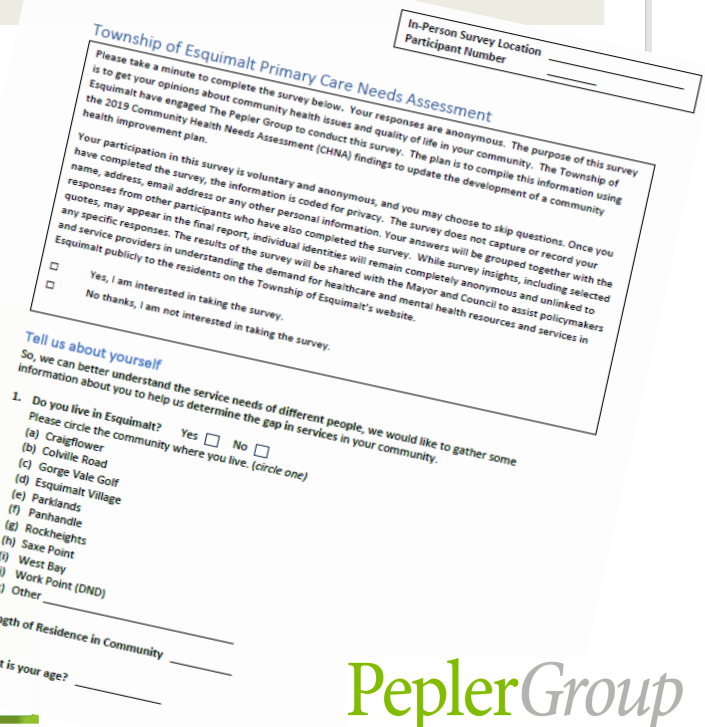 In-Person Survey Location
Participant Number
Township of Esquimalt Primary Care Needs Assessment
Please take a minute to complete the survey below. Your responses are anonymous. The purpose of this survey
is to get your opinions about community health issues and quality of life in your community. The Township of
Esquimalt have engaged The Pepler Group to conduct this survey. The plan is to compile this information using
the 2019 Community Health Needs Assessment (CHNA) findings to update the development of a community
health improvement plan.
Your participation in this survey is voluntary and anonymous, and you may choose to skip questions. Once you
have completed the survey, the information is coded for privacy. The survey does not capture or record your
name, address, email address or any other personal information. Your answers will be grouped together with the
responses from other participants who have also completed the survey. While survey insights, including selected
quotes, may appear in the final report, individual identities will remain completely anonymous and unlinked to
any specific responses. The results of the survey will be shared with the Mayor and Council to assist policymakers
and service providers in understanding the demand for healthcare and mental health resources and services in
Esquimalt publicly to the residents on the Township of Esquimalt's website.
Yes, I am interested in taking the survey.
No thanks, I am not interested in taking the survey.
Tell us about yourself
So, we can better understand the service needs of different people, we would like to gather some
information about you to help us determine the gap in services in your community.
1. Do you live in Esquimalt? Yes No
Please circle the community where you live. (circle one)
(a) Craigflower
(b) Colville Road
(c) Gorge Vale Golf
(d) Esquimalt Village
(e) Parklands
(f) Panhandle
(g) Rockheights
(h) Saxe Point
(i) West Bay
) Work Point (DND)
) Other
gth of Residence in Community
t is your age?
PeplerGroup